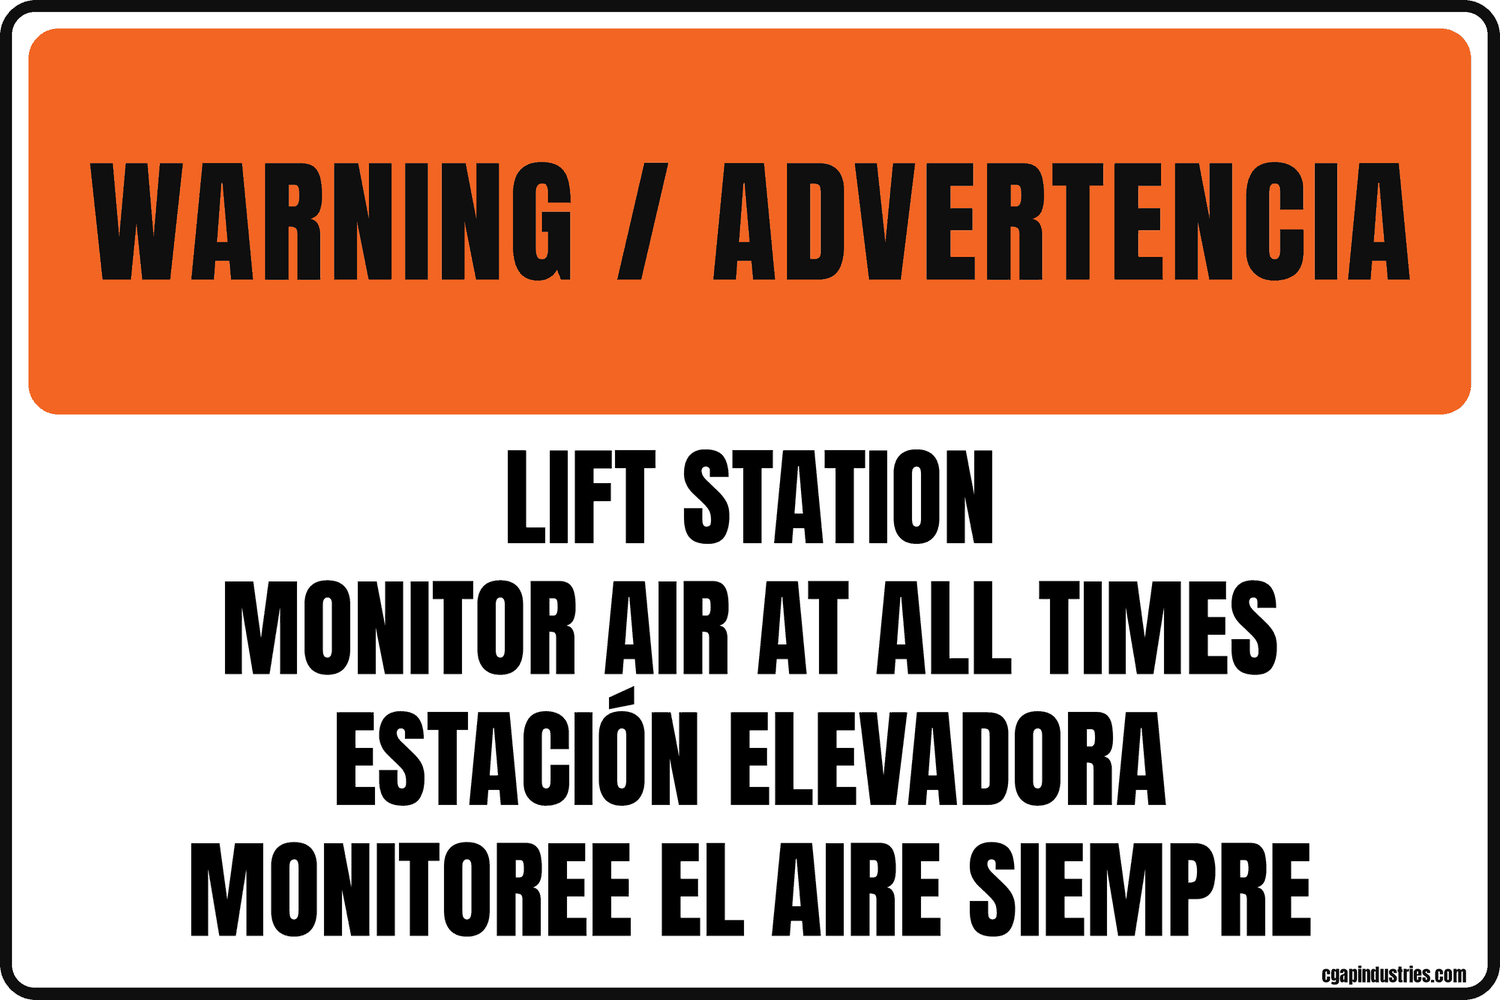 WARNING / ADVERTENCIA
LIFT STATION
MONITOR AIR AT ALL TIMES
ESTACIÓN ELEVADORA
MONITOREE EL AIRE SIEMPRE
cgapindustries.com